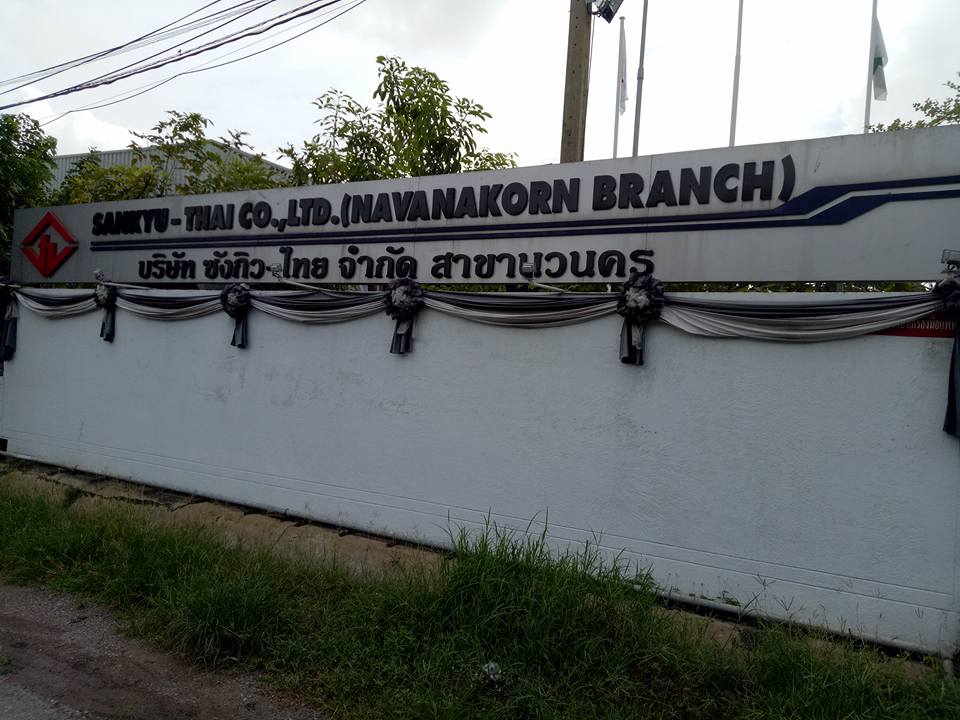 SANKYU-THAI CO.,LTD.(NAVANAKORN BRANCH)
บริษัท ซังกิว-ไทย จำกัด สาขานวนคร